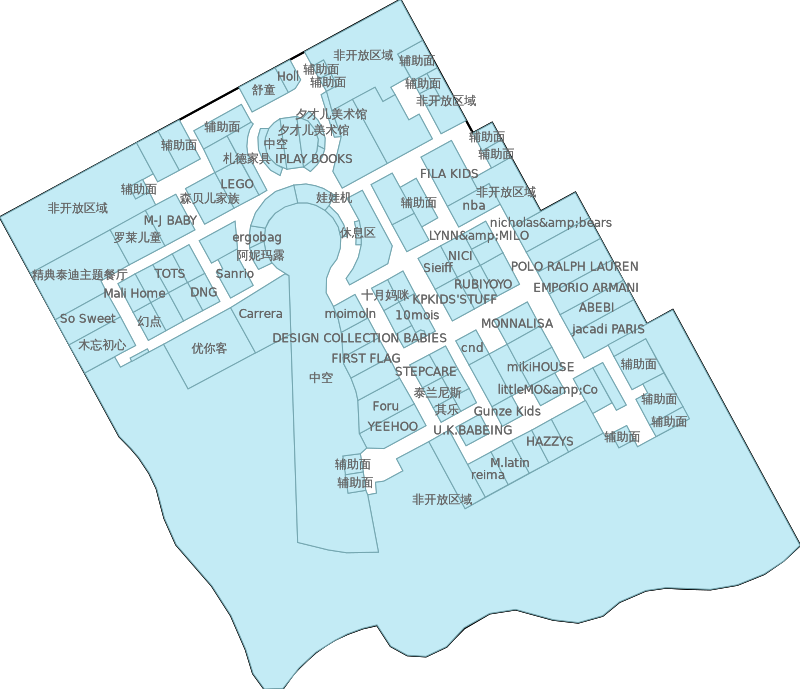 非开放区域
辅助面
辅助面
Holl
辅助面
辅助面
舒童
非开放区域
夕才儿美术馆
辅助面
夕才儿美术馆
辅助面
中空
辅助面
辅助面
札德家具
IPLAY BOOKS
FILA KIDS
LEGO
辅助面
非开放区域
森贝儿家族
娃娃机
辅助面
nba
非开放区域
M-J BABY
nicholas&amp;bears
休息区
LYNN&amp;MILO
罗莱儿童
ergobag
阿妮玛露
NICI
Sieiff
POLO RALPH LAUREN
精典泰迪主题餐厅
TOTS
Sanrio
RUBIYOYO
EMPORIO ARMANI
Mall Home
DNG
十月妈咪
KPKIDS'STUFF
ABEBI
So Sweet
幻点
Carrera
moimoln
10mois
MONNALISA
Jacadi PARIS
木忘初心
优你客
DESIGN COLLECTION BABIES
cnd
FIRST FLAG
辅助面
中空
STEPCARE
mikiHOUSE
泰兰尼斯
littleMO&amp;Co
辅助面
Foru
其乐
Gunze Kids
辅助面
YEEHOO
U.K.BABEING
辅助面
HAZZYS
辅助面
M.latin
辅助面
reima
非开放区域